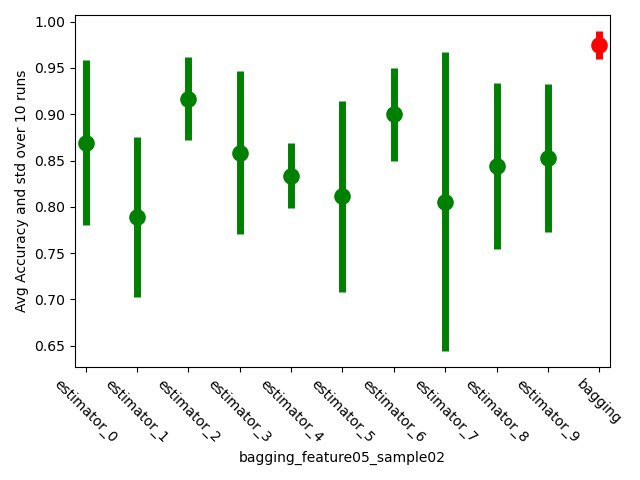 1.00
0.95
0.90
0.85
0.80
0.75
0.70
0.65
Avg Accuracy and std over 10 runs
estimator_0
estimator_1
estimator_2
estimator_3
estimator_4
estimator_5
estimator_6
estimator_7
estimator_8
estimator_9
bagging
bagging_feature05_sample02